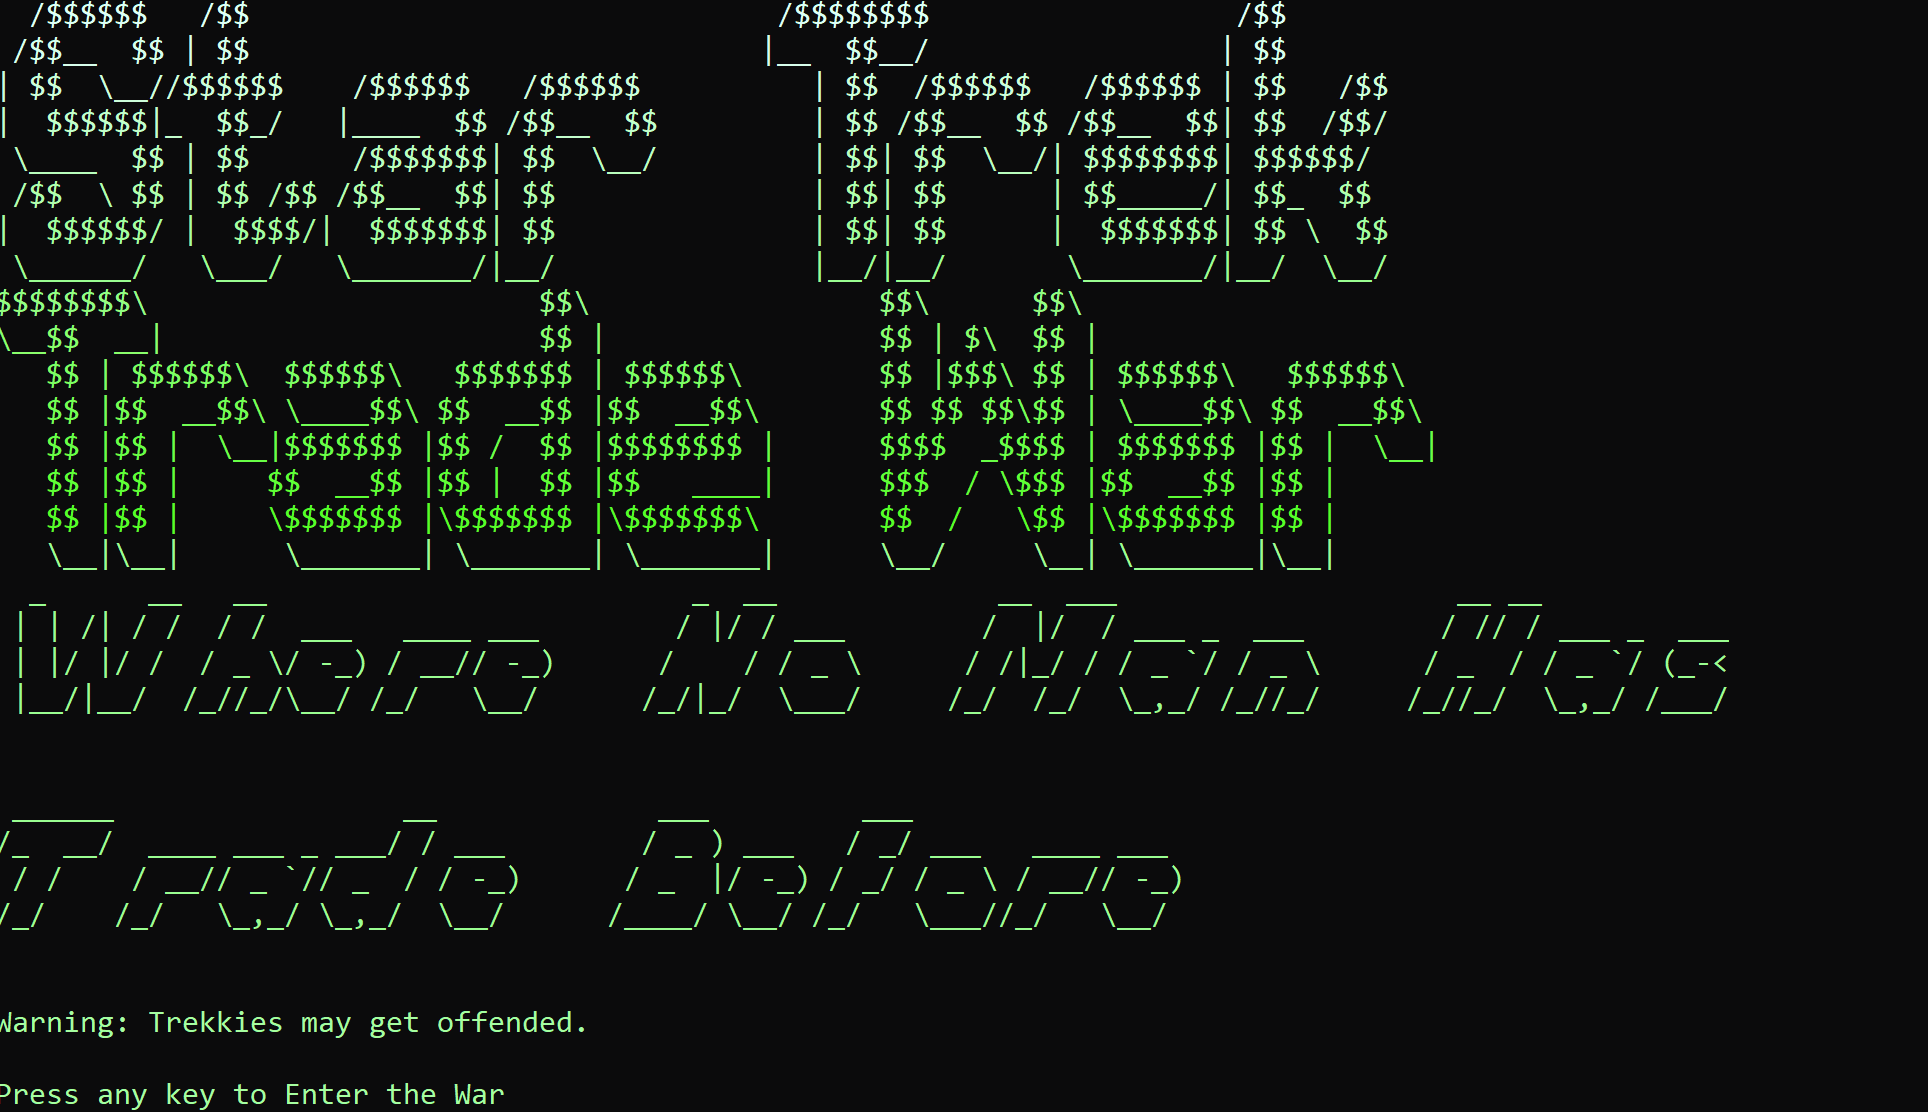 Star Trek
Trade War
Where No Man Has
Trade Before
Warning: Trekkies may get offended.
Press any key to Enter the War